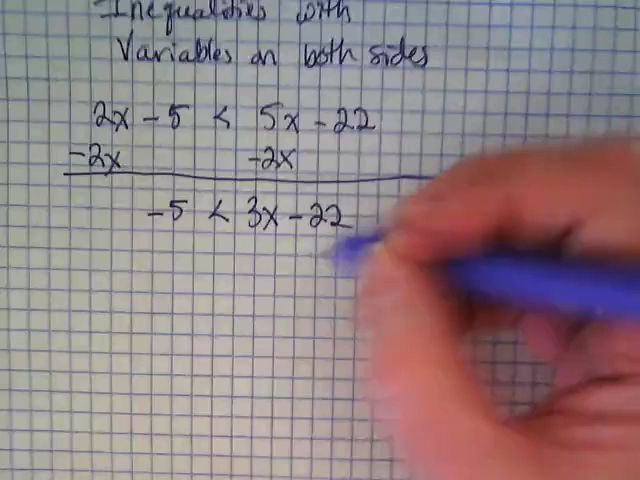 Inequalities with
Variables on both sides
2x - 5 < 5x - 22
-2x -2x
-5 < 3x - 22